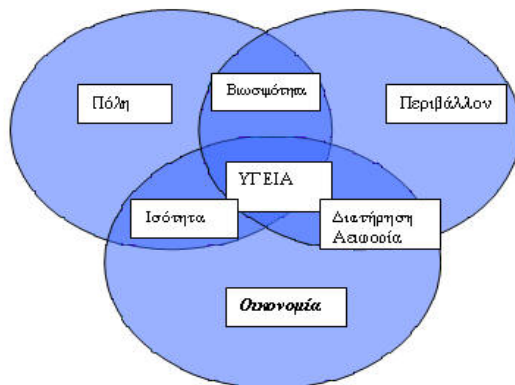 Πόλη
Βιωσιμότητα
Περιβάλλον
ΥΓΕΙΑ
Ισότητα
Διατήρηση
Αειφορία
Οικονομία